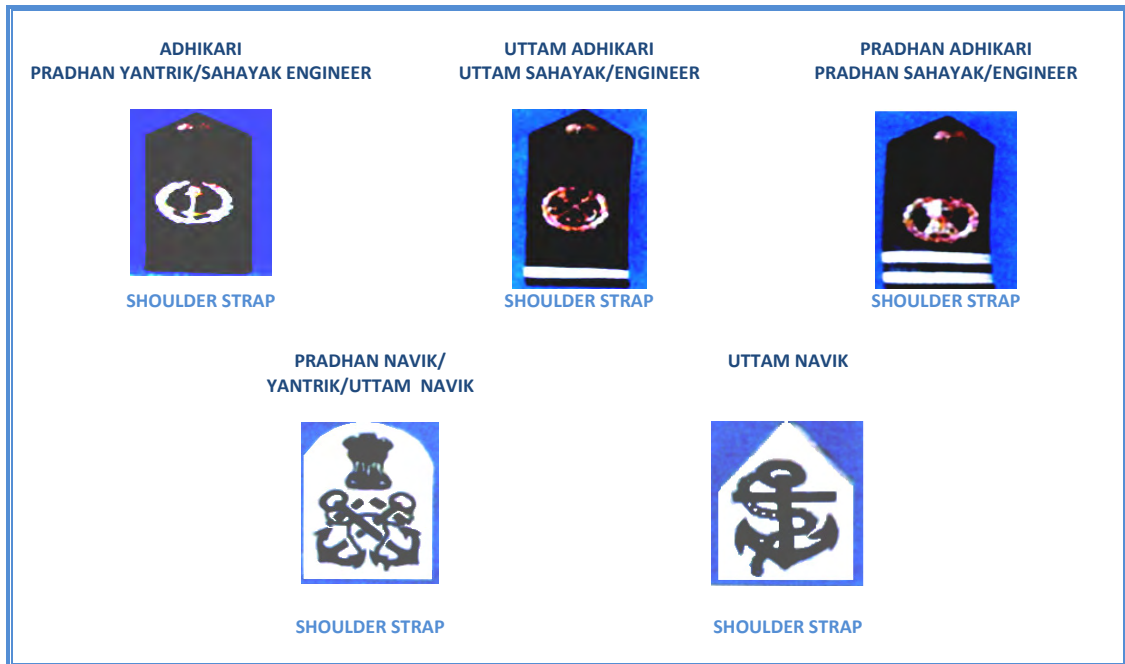 ADHIKARI
PRADHAN YANTRIK/SAHAYAK ENGINEER
UTTAM ADHIKARI
UTTAM SAHAYAK/ENGINEER
PRADHAN ADHIKARI
PRADHAN SAHAYAK/ENGINEER
SHOULDER STRAP
SHOULDER STRAP
SHOULDER STRAP
PRADHAN NAVIK/
YANTRIK/UTTAM NAVIK
UTTAM NAVIK
SHOULDER STRAP
SHOULDER STRAP